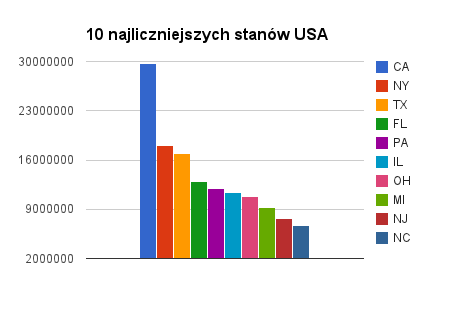 10 najliczniejszych stanów USA
30000000
23000000
16000000
9000000
2000000
CA
NY
TX
FL
PA
IL
OH
MI
NJ
NC